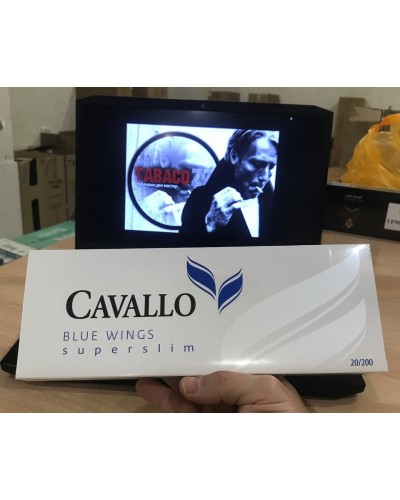 TABACO
CAVALLO
BLUE WINGS
superslim
20/200